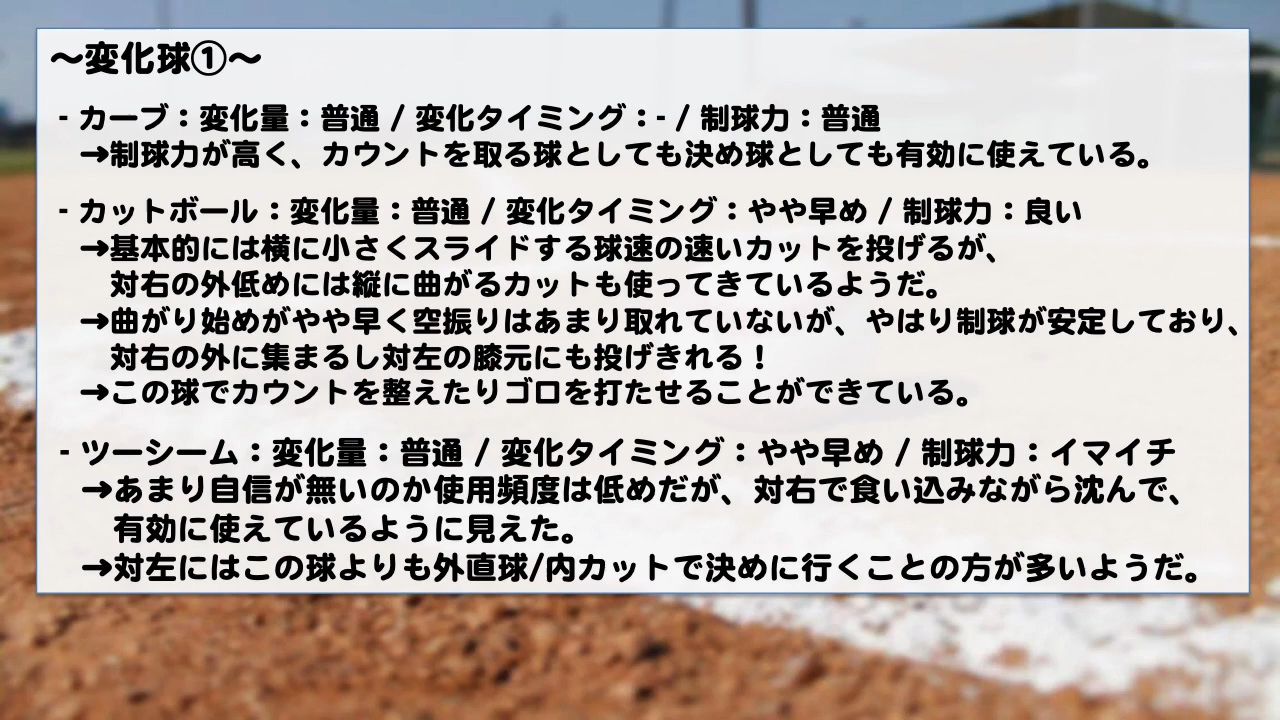 ～変化球①～
- カーブ：変化量：普通 / 変化タイミング：- / 制球力：普通
→制球力が高く、カウントを取る球としても決め球としても有効に使えている。
- カットボール：変化量：普通 / 変化タイミング：やや早め / 制球力：良い
→基本的には横に小さくスライドする球速の速いカットを投げるが、
対右の外低めには縦に曲がるカットも使ってきているようだ。
→曲がり始めがやや早く空振りはあまり取れていないが、やはり制球が安定しており、
対右の外に集まるし対左の膝元にも投げきれる！
→この球でカウントを整えたりゴロを打たせることができている。
- ツーシーム：変化量：普通 / 変化タイミング：やや早め / 制球力：イマイチ
→あまり自信が無いのか使用頻度は低めだが、対右で食い込みながら沈んで、
有効に使えているように見えた。
→対左にはこの球よりも外直球/内カットで決めに行くことの方が多いようだ。